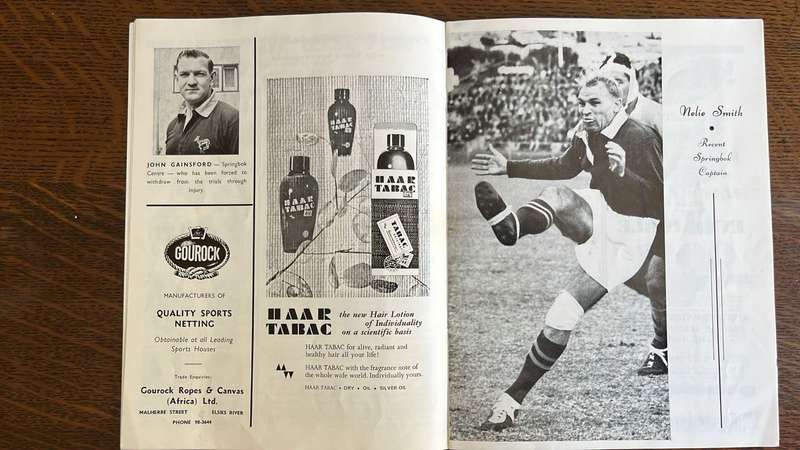 JOHN GAINSFORD — Springbok
Centre — who has been forced to
withdraw from the trials through
injury.
GOUROCK
MANUFACTURERS OF
QUALITY SPORTS
NETTING
Obtainable at all Leading
Sports Houses
Trade Enquiries:
Gourock Ropes & Canvas
(Africa) Ltd.
MALHERBE STREET ELSIES RIVER
PHONE 98-3644
HAAR
TABAC
HAAR
TABAC
HAAR
TABAC
TABAC
HAAR
TABAC
the new Hair Lotion
of Individuality
on a scientific basis
HAAR TABAC for alive, radiant and
healthy hair all your life!
HAAR TABAC with the fragrance note of
the whole wide world. Individually yours.
HAAR TABAC • DRY • OIL • SILVER OIL
Nelie Smith
•
Recent
Springbok
Captain